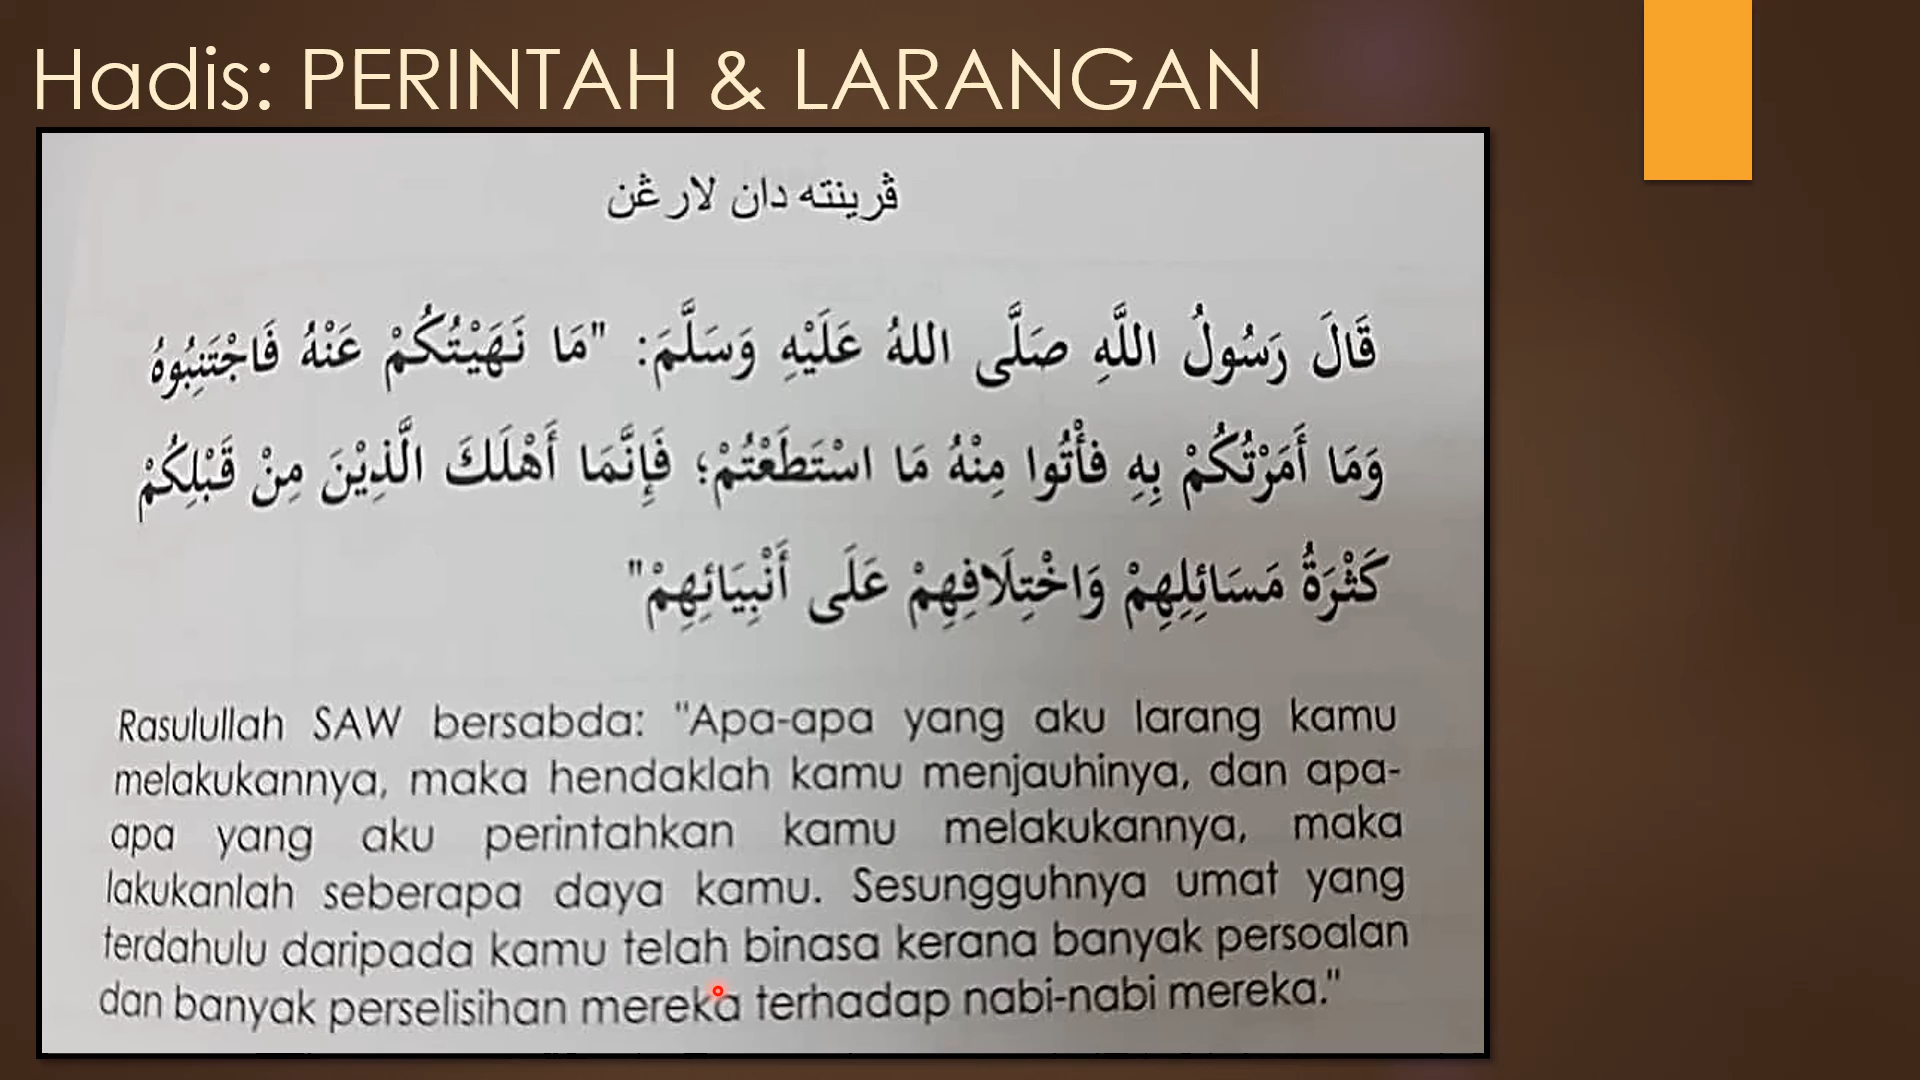 Hadis: PERINTAH & LARANGAN
ڤرينته دان لارڠن
قَالَ رَسُولُ اللَّهِ صَلَّى اللهُ عَلَيْهِ وَسَلَّمَ: "مَا نَهَيْتُكُمْ عَنْهُ فَاجْتَنِبُوهُ
وَمَا أَمَرْتُكُمْ بِهِ فَأْتُوا مِنْهُ مَا اسْتَطَعْتُمْ؛ فَإِنَّمَا أَهْلَكَ الَّذِيْنَ مِنْ قَبْلِكُمْ
كَثْرَةُ مَسَائِلِهِمْ وَاخْتِلَافِهِمْ عَلَى أَنْبِيَائِهِمْ"
Rasulullah SAW bersabda: "Apa-apa yang aku larang kamu
melakukannya, maka hendaklah kamu menjauhinya, dan apa-
apa yang aku perintahkan kamu melakukannya, maka
lakukanlah seberapa daya kamu. Sesungguhnya umat yang
terdahulu daripada kamu telah binasa kerana banyak persoalan
dan banyak perselisihan mereka terhadap nabi-nabi mereka."